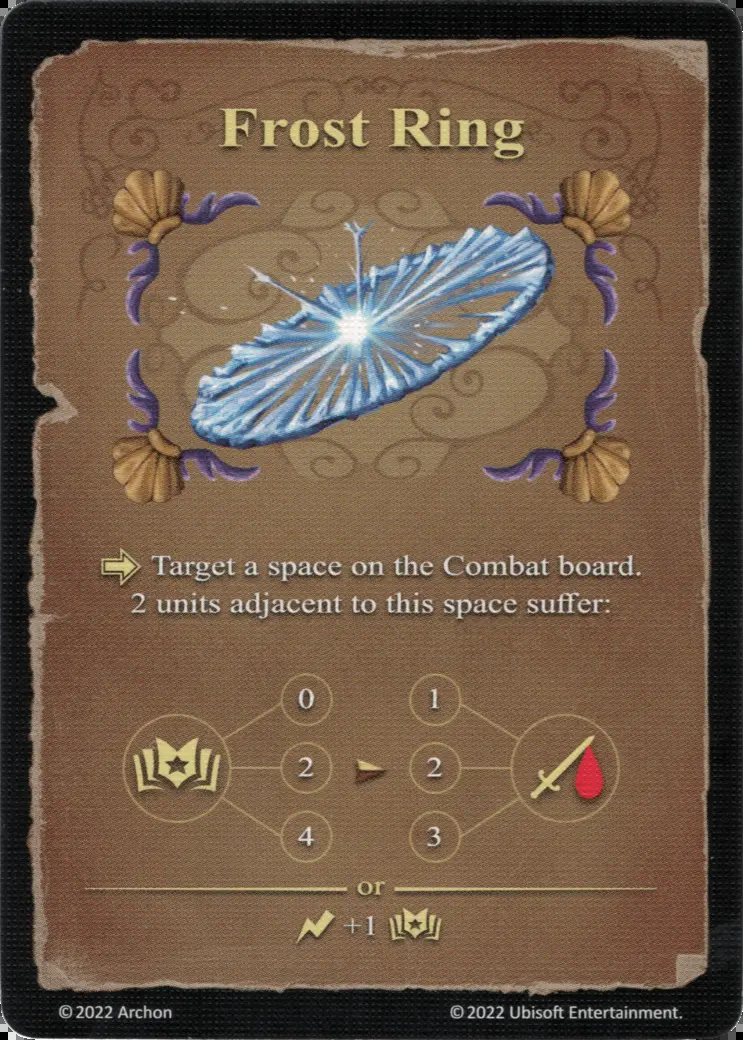 Frost Ring
Target a space on the Combat board.
2 units adjacent to this space suffer:
0 1
2 2
4 3
or
+1
© 2022 Archon © 2022 Ubisoft Entertainment.